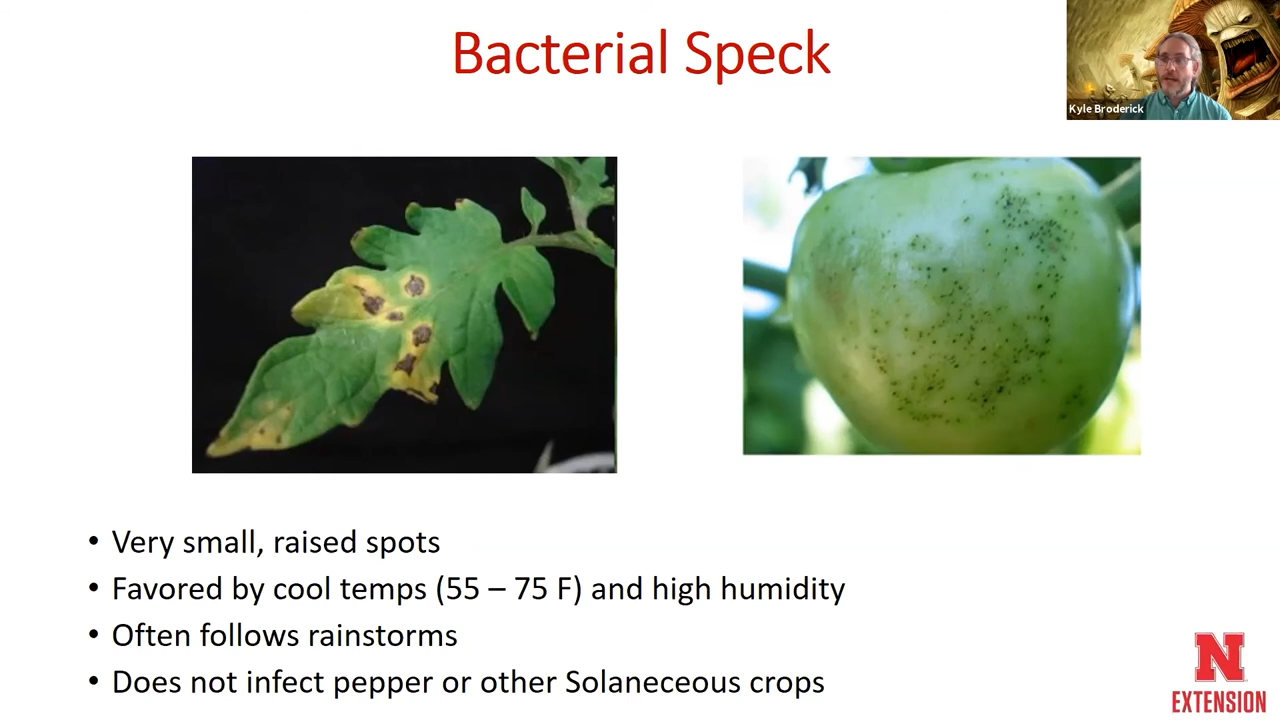 Bacterial Speck
Kyle Broderick
• Very small, raised spots
• Favored by cool temps (55 – 75 F) and high humidity
• Often follows rainstorms
• Does not infect pepper or other Solaneceous crops
N
EXTENSION